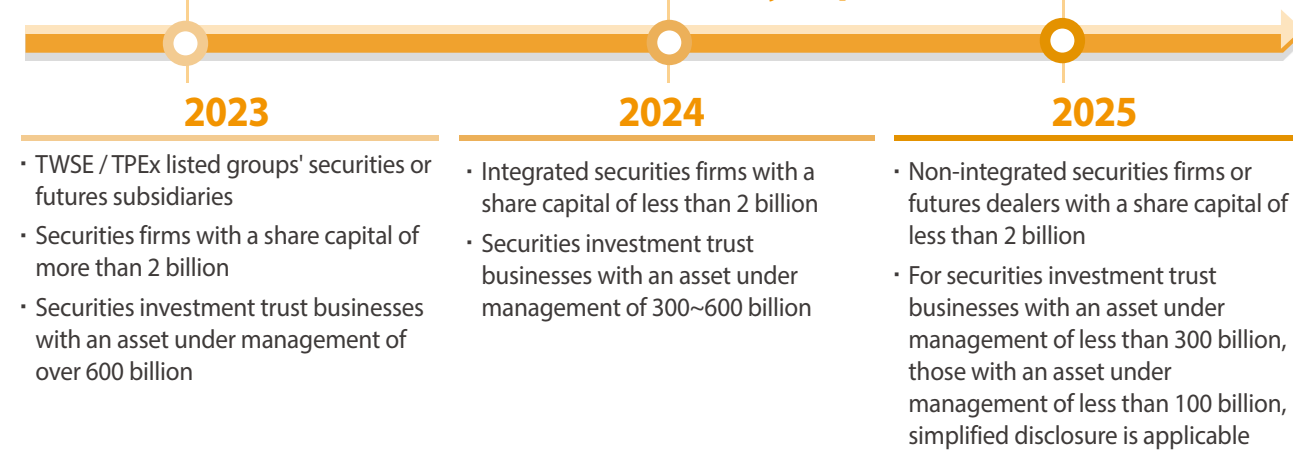 2023
· TWSE / TPEx listed groups' securities or
futures subsidiaries
· Securities firms with a share capital of
more than 2 billion
· Securities investment trust businesses
with an asset under management of
over 600 billion
2024
· Integrated securities firms with a
share capital of less than 2 billion
· Securities investment trust
businesses with an asset under
management of 300~600 billion
2025
· Non-integrated securities firms or
futures dealers with a share capital of
less than 2 billion
· For securities investment trust
businesses with an asset under
management of less than 300 billion,
those with an asset under
management of less than 100 billion,
simplified disclosure is applicable